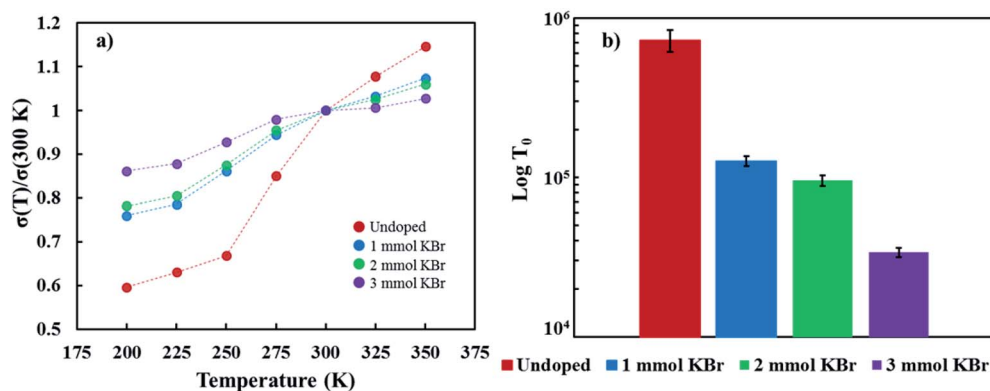 a)
1.2
1.1
1
0.9
0.8
0.7
0.6
0.5
σ(T)/σ(300 K)
175 200 225 250 275 300 325 350 375
Temperature (K)
Undoped
1 mmol KBr
2 mmol KBr
3 mmol KBr
b)
10⁶
10⁵
10⁴
Log T₀
Undoped 1 mmol KBr 2 mmol KBr 3 mmol KBr